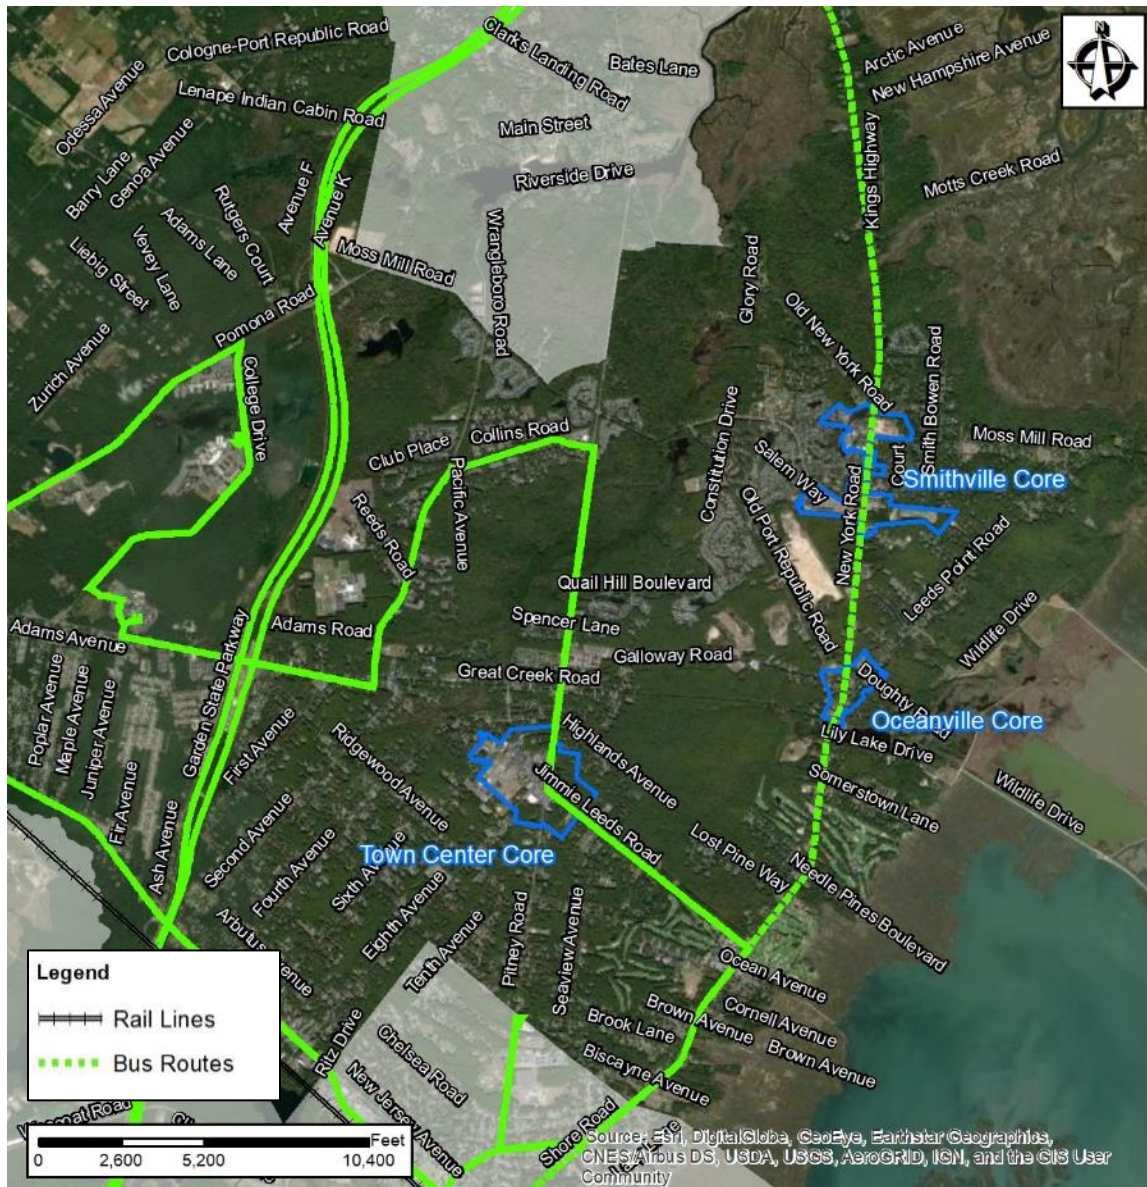 N
Cologne-Port Republic Road
Clarks Landing Road
Bates Lane
Arctic Avenue
New Hampshire Avenue
Odessa Avenue
Lenape Indian Cabin Road
Main Street
Riverside Drive
Motts Creek Road
Kings Highway
Barry Lane
Genoa Avenue
Avenue F
Avenue K
Rutgers Court
Adams Lane
Vevey Lane
Liebig Street
Moss Mill Road
Wrangleboro Road
Glory Road
Old New York Road
Pomona Road
Zurich Avenue
College Drive
Club Place
Collins Road
Pacific Avenue
Constitution Drive
Salem Way
Court
Smith Bowen Road
Moss Mill Road
Smithville Core
Reeds Road
Old Port Republic Road
New York Road
Leeds Point Road
Quail Hill Boulevard
Spencer Lane
Adams Road
Adams Avenue
Galloway Road
Great Creek Road
Wildlife Drive
Doughty Road
Oceanville Core
Lily Lake Drive
Poplar Avenue
Maple Avenue
Juniper Avenue
Fir Avenue
Garden State Parkway
First Avenue
Ridgewood Avenue
Highlands Avenue
Jimmie Leeds Road
Somerstown Lane
Wildlife Drive
Town Center Core
Ash Avenue
Second Avenue
Fourth Avenue
Sixth Avenue
Eighth Avenue
Tenth Avenue
Lost Pine Way
Needle Pines Boulevard
Arbutus Avenue
Pitney Road
Seaview Avenue
Ocean Avenue
Cornell Avenue
Brown Avenue
Brown Avenue
Brook Lane
Biscayne Avenue
Ritz Drive
Chelsea Road
New Jersey Avenue
Shore Road
Legend
Rail Lines
Bus Routes
Road
Feet
0 2,600 5,200 10,400
Source: Esri, DigitalGlobe, GeoEye, Earthstar Geographics,
CNES/Airbus DS, USDA, USGS, AeroGRID, IGN, and the GIS User
Community